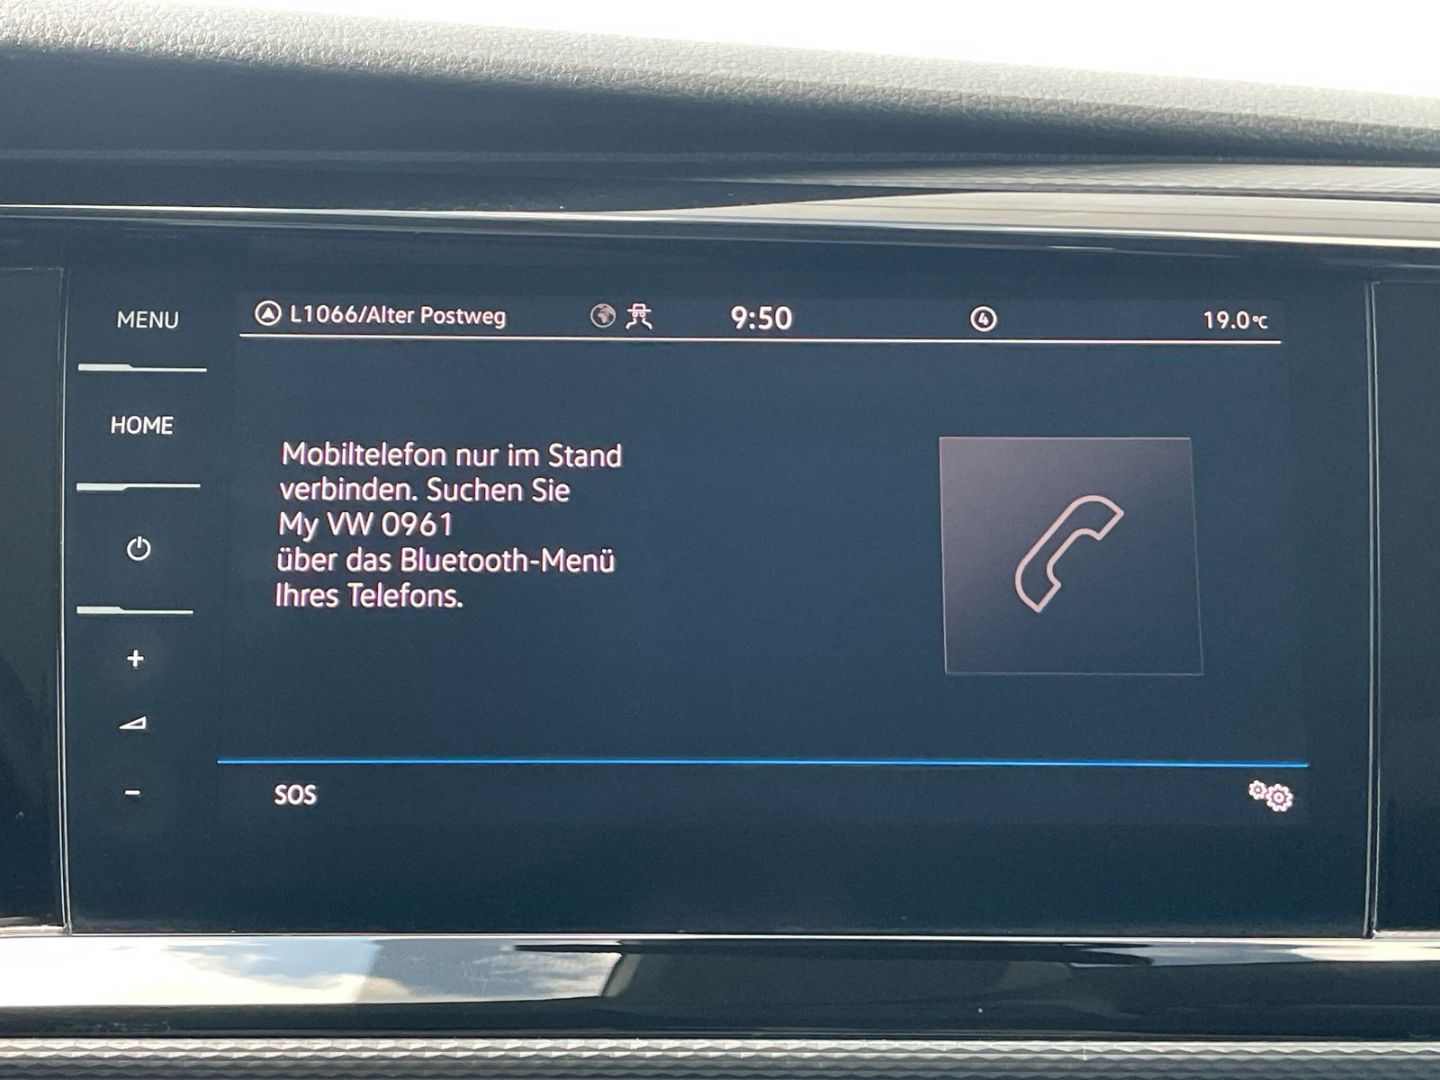 MENU
L1066/Alter Postweg
9:50
4
19.0°C
HOME
Mobiltelefon nur im Stand
verbinden. Suchen Sie
My VW 0961
über das Bluetooth-Menü
Ihres Telefons.
+
-
SOS